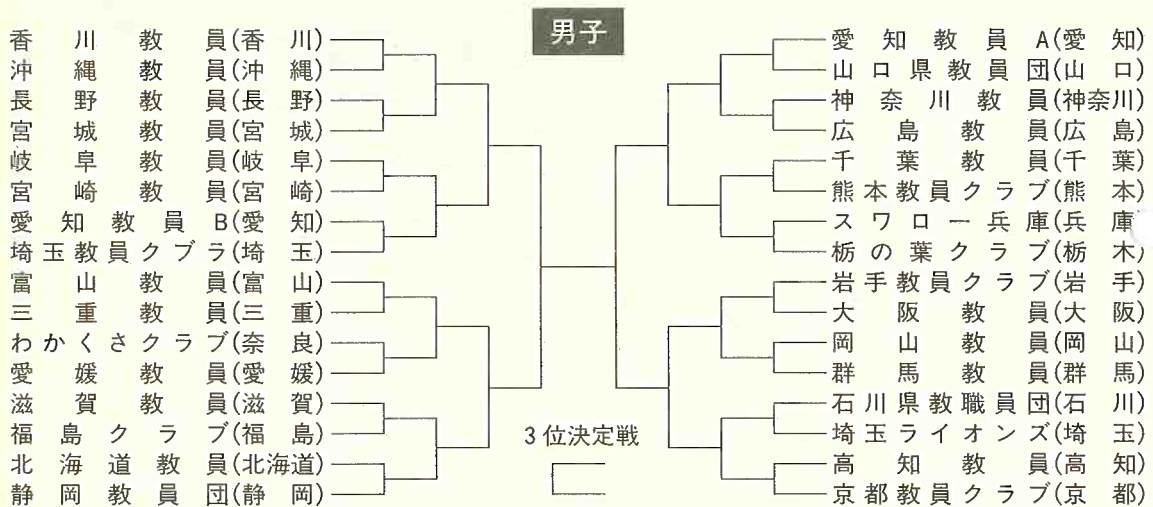 男子
香川教員(香川)
沖縄教員(沖縄)
長野教員(長野)
宮城教員(宮城)
岐阜教員(岐阜)
宮崎教員(宮崎)
愛知教員B(愛知)
埼玉教員クブラ(埼玉)
富山教員(富山)
三重教員(三重)
わかくさクラブ(奈良)
愛媛教員(愛媛)
滋賀教員(滋賀)
福島クラブ(福島)
北海道教員(北海道)
静岡教員団(静岡)
3位決定戦
愛知教員A(愛知)
山口県教員団(山口)
神奈川教員(神奈川)
広島教員(広島)
千葉教員(千葉)
熊本教員クラブ(熊本)
スワロー兵庫(兵庫)
栃の葉クラブ(栃木)
岩手教員クラブ(岩手)
大阪教員(大阪)
岡山教員(岡山)
群馬教員(群馬)
石川県教職員団(石川)
埼玉ライオンズ(埼玉)
高知教員(高知)
京都教員クラブ(京都)